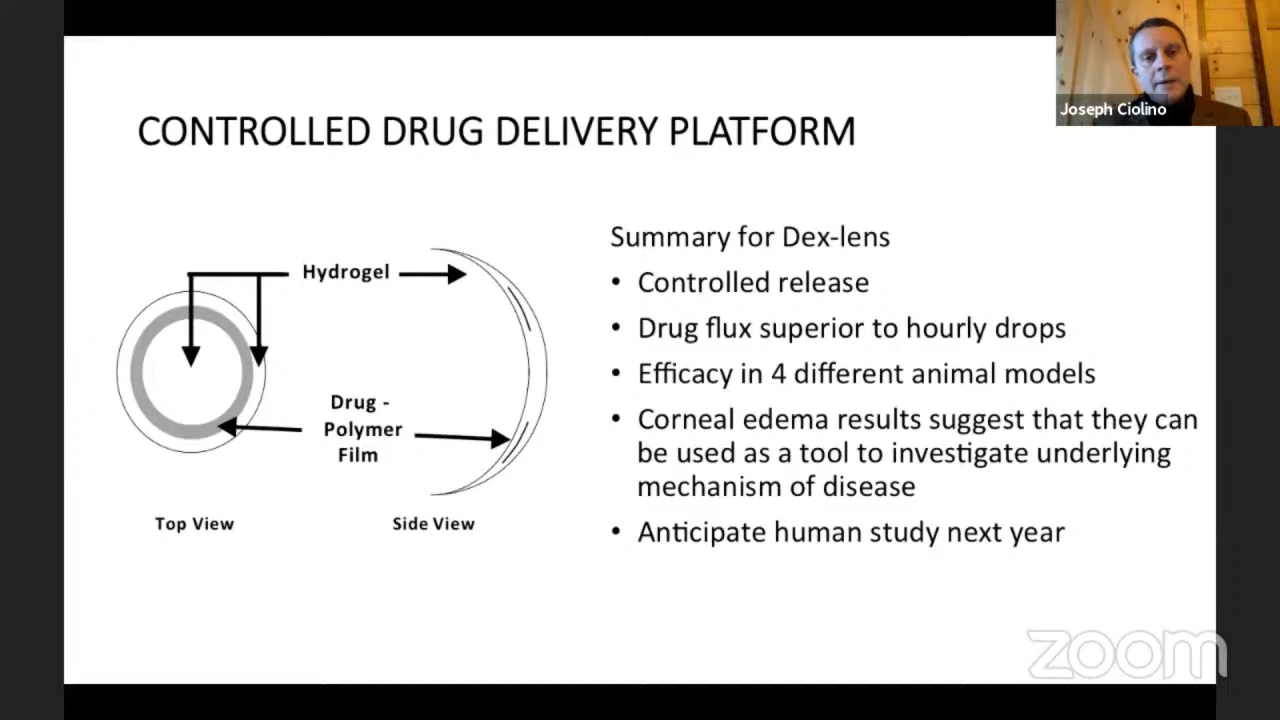 Joseph Ciolino
CONTROLLED DRUG DELIVERY PLATFORM
Hydrogel
Drug -
Polymer
Film
Top View
Side View
Summary for Dex-lens
• Controlled release
• Drug flux superior to hourly drops
• Efficacy in 4 different animal models
• Corneal edema results suggest that they can
be used as a tool to investigate underlying
mechanism of disease
• Anticipate human study next year
zoom